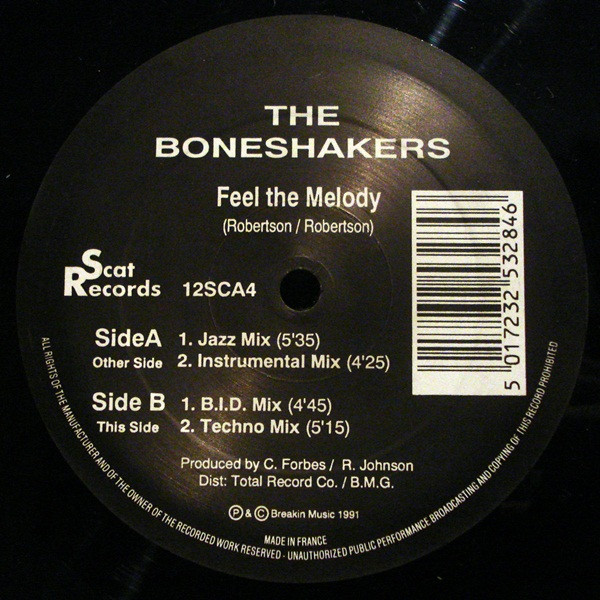 THE
BONESHAKERS
Feel the Melody
(Robertson / Robertson)
Scat
Records 12SCA4
SideA 1. Jazz Mix (5'35)
Other Side 2. Instrumental Mix (4'25)
Side B 1. B.I.D. Mix (4'45)
This Side 2. Techno Mix (5'15)
Produced by C. Forbes / R. Johnson
Dist: Total Record Co. / B.M.G.
Ⓟ & © Breakin Music 1991
MADE IN FRANCE
ALL RIGHTS OF THE MANUFACTURER AND OF THE OWNER OF THE RECORDED WORK RESERVED - UNAUTHORIZED PUBLIC PERFORMANCE BROADCASTING AND COPYING OF THIS RECORD PROHIBITED
5 017232 532846